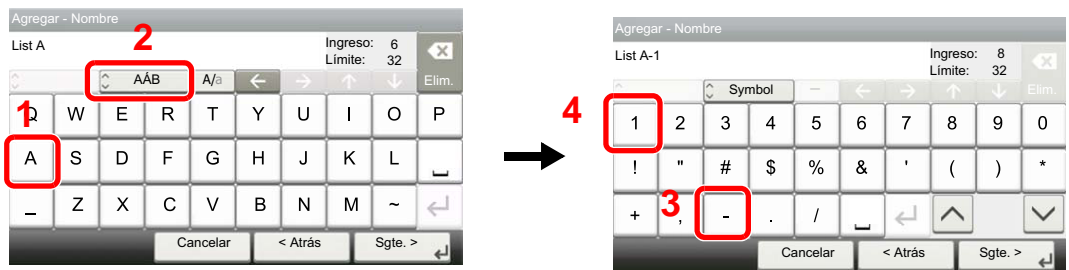 Agregar - Nombre
List A
Ingreso: 6
Límite: 32
2
AÁB
A/a
Elim.
1
Q W E R T Y U I O P
A S D F G H J K L
_ Z X C V B N M ~
Cancelar
< Atrás
Sgte. >
Agregar - Nombre
List A-1
Ingreso: 8
Límite: 32
Symbol
Elim.
4
1 2 3 4 5 6 7 8 9 0
! " # $ % & ' ( ) *
3
+ , - . /
Cancelar
< Atrás
Sgte. >